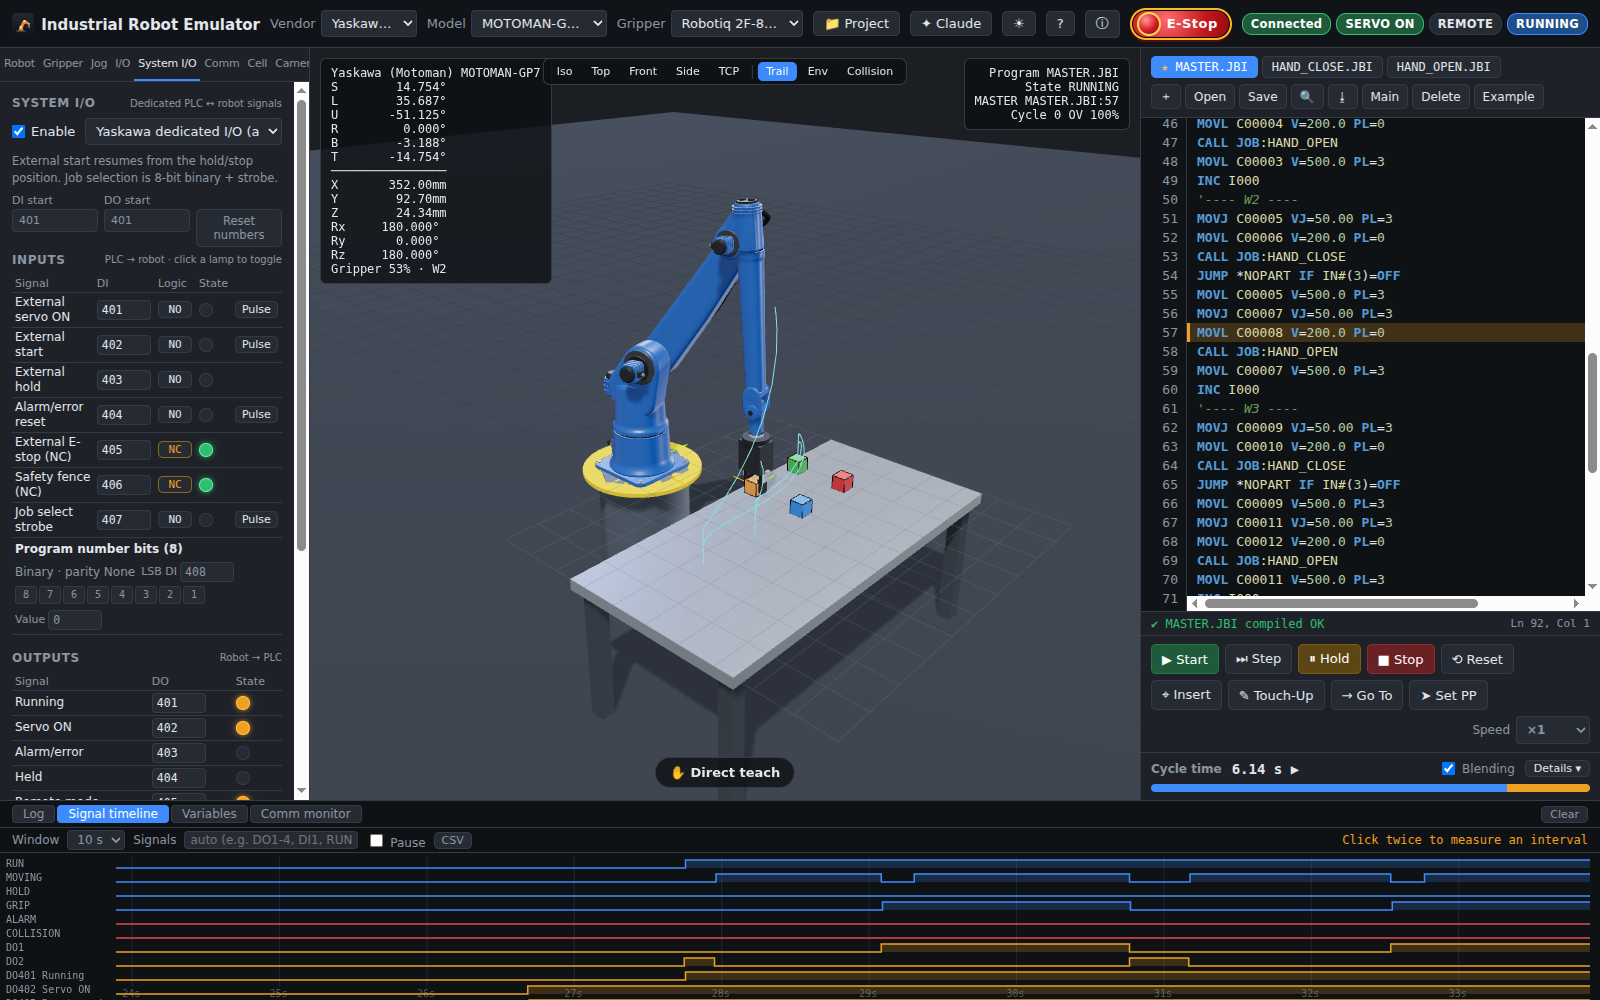 Industrial Robot Emulator Vendor Yaskaw... Model MOTOMAN-G... Gripper Robotiq 2F-8... Project Claude ? E-Stop Connected SERVO ON REMOTE RUNNING
Robot Gripper Jog I/O System I/O Comm Cell Camer
SYSTEM I/O Dedicated PLC ↔ robot signals
Enable Yaskawa dedicated I/O (a
External start resumes from the hold/stop
position. Job selection is 8-bit binary + strobe.
DI start DO start
401 401 Reset numbers
INPUTS PLC → robot · click a lamp to toggle
Signal DI Logic State
External servo ON 401 NO Pulse
External start 402 NO Pulse
External hold 403 NO
Alarm/error reset 404 NO Pulse
External E-stop (NC) 405 NC
Safety fence (NC) 406 NC
Job select strobe 407 NO Pulse
Program number bits (8)
Binary · parity None LSB DI 408
8 7 6 5 4 3 2 1
Value 0
OUTPUTS Robot → PLC
Signal DO State
Running 401
Servo ON 402
Alarm/error 403
Held 404
Yaskawa (Motoman) MOTOMAN-GP7
S 14.754°
L 35.687°
U -51.125°
R 0.000°
B -3.188°
T -14.754°
X 352.00mm
Y 92.70mm
Z 24.34mm
Rx 180.000°
Ry 0.000°
Rz 180.000°
Gripper 53% · W2
Iso Top Front Side TCP Trail Env Collision
Program MASTER.JBI
State RUNNING
MASTER MASTER.JBI:57
Cycle 0 OV 100%
Direct teach
★ MASTER.JBI HAND_CLOSE.JBI HAND_OPEN.JBI
+ Open Save Main Delete Example
46 MOVL C00004 V=200.0 PL=0
47 CALL JOB:HAND_OPEN
48 MOVL C00003 V=500.0 PL=3
49 INC I000
50 '---- W2 ----
51 MOVJ C00005 VJ=50.00 PL=3
52 MOVL C00006 V=200.0 PL=0
53 CALL JOB:HAND_CLOSE
54 JUMP *NOPART IF IN#(3)=OFF
55 MOVL C00005 V=500.0 PL=3
56 MOVJ C00007 VJ=50.00 PL=3
57 MOVL C00008 V=200.0 PL=0
58 CALL JOB:HAND_OPEN
59 MOVL C00007 V=500.0 PL=3
60 INC I000
61 '---- W3 ----
62 MOVJ C00009 VJ=50.00 PL=3
63 MOVL C00010 V=200.0 PL=0
64 CALL JOB:HAND_CLOSE
65 JUMP *NOPART IF IN#(3)=OFF
66 MOVL C00009 V=500.0 PL=3
67 MOVJ C00011 VJ=50.00 PL=3
68 MOVL C00012 V=200.0 PL=0
69 CALL JOB:HAND_OPEN
70 MOVL C00011 V=500.0 PL=3
71
✔ MASTER.JBI compiled OK Ln 92, Col 1
▶ Start Step Hold ■ Stop Reset
Insert Touch-Up → Go To Set PP
Speed ×1
Cycle time 6.14 s ▶ Blending Details ▾
Log Signal timeline Variables Comm monitor Clear
Window 10 s Signals auto (e.g. DO1-4, DI1, RUN Pause CSV Click twice to measure an interval
RUN
MOVING
HOLD
GRIP
ALARM
COLLISION
DO1
DO2
DO401 Running
DO402 Servo ON
24s 25s 26s 27s 28s 29s 30s 31s 32s 33s